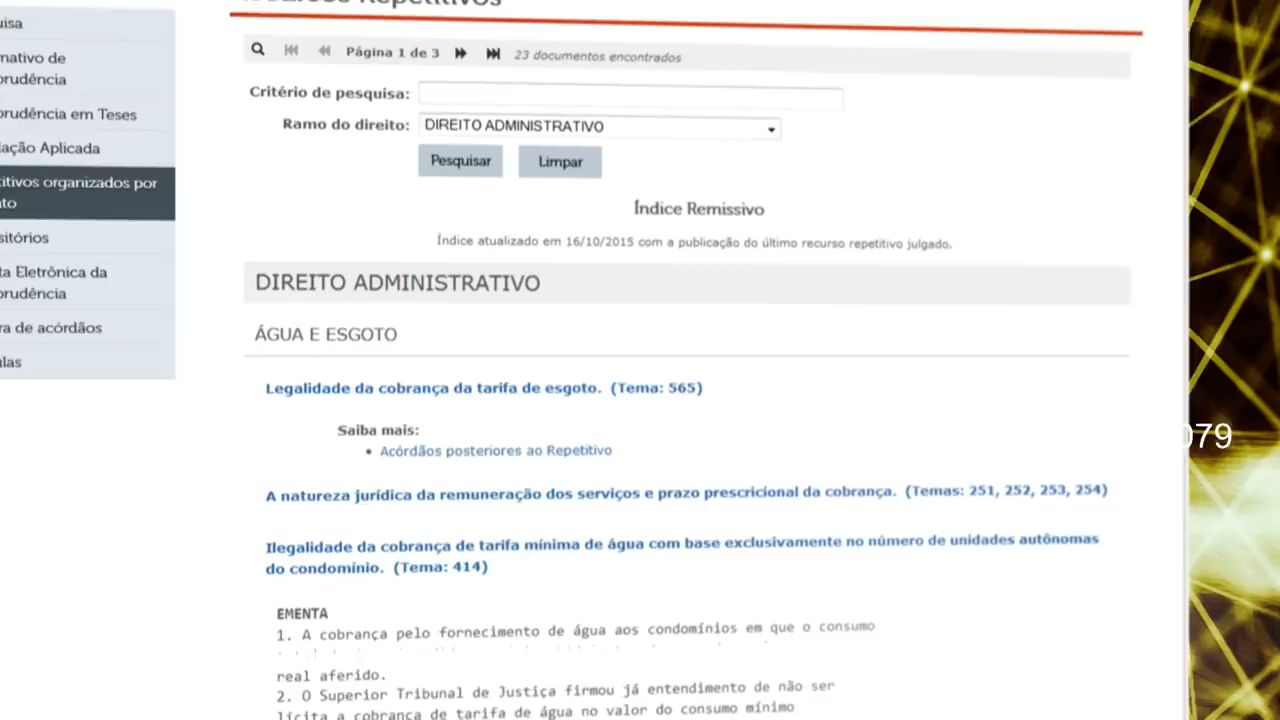 Repetitivos
Página 1 de 3 23 documentos encontrados
Critério de pesquisa:
Ramo do direito: DIREITO ADMINISTRATIVO
Pesquisar Limpar
Índice Remissivo
Índice atualizado em 16/10/2015 com a publicação do último recurso repetitivo julgado.
DIREITO ADMINISTRATIVO
ÁGUA E ESGOTO
Legalidade da cobrança da tarifa de esgoto. (Tema: 565)
Saiba mais:
• Acórdãos posteriores ao Repetitivo
A natureza jurídica da remuneração dos serviços e prazo prescricional da cobrança. (Temas: 251, 252, 253, 254)
Ilegalidade da cobrança de tarifa mínima de água com base exclusivamente no número de unidades autônomas
do condomínio. (Tema: 414)
EMENTA
1. A cobrança pelo fornecimento de água aos condomínios em que o consumo
real aferido.
2. O Superior Tribunal de Justiça firmou já entendimento de não ser
lícita a cobrança de tarifa de água no valor do consumo mínimo
uisa
mativo de
prudência
prudência em Teses
lação Aplicada
titivos organizados por
nto
sitórios
ta Eletrônica da
prudência
ra de acórdãos
ulas
079